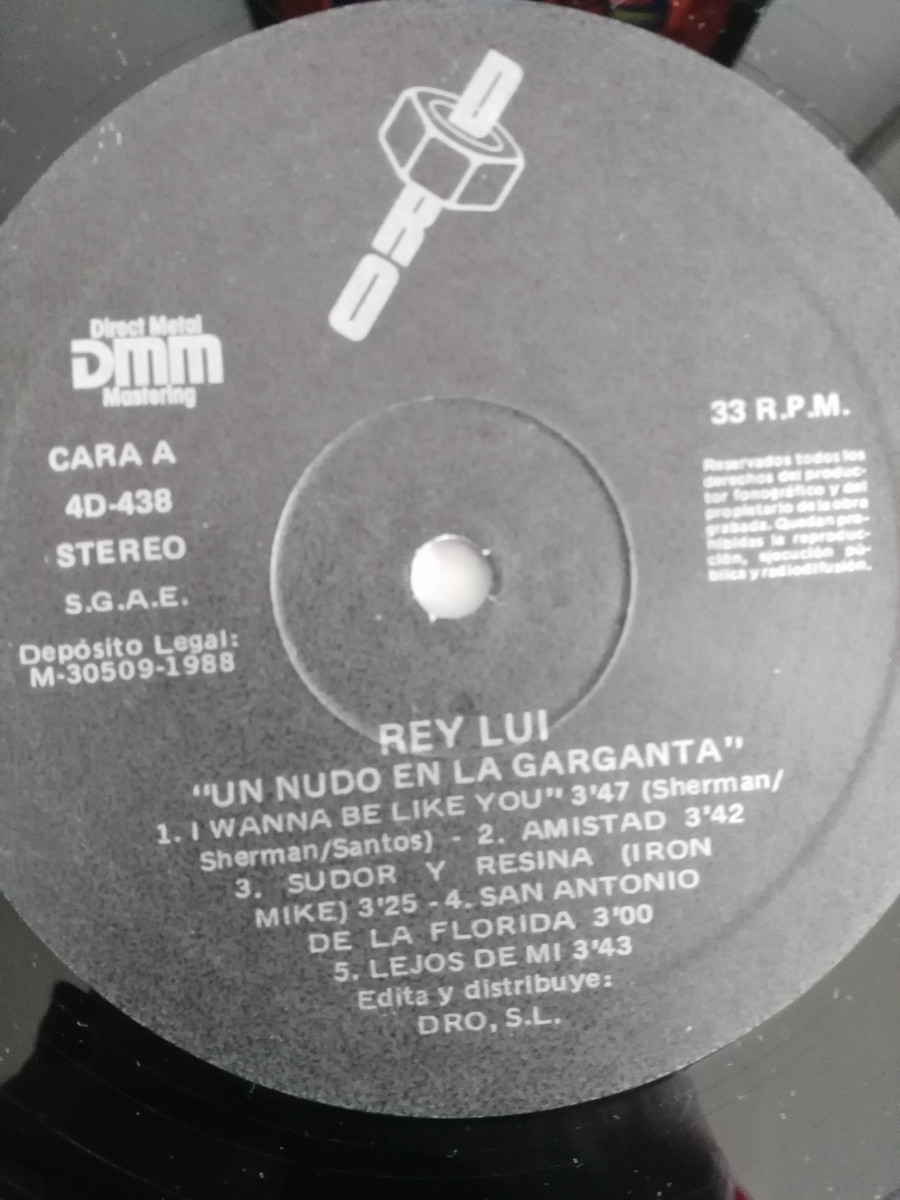 DRO
Direct Metal
DMM
Mastering
CARA A
4D-438
STEREO
S.G.A.E.
Depósito Legal:
M-30509-1988
33 R.P.M.
Reservados todos los
derechos del produc-
tor fonográfico y del
propietario de la obra
grabada. Quedan pro-
hibidas la reproduc-
ción, ejecución pú-
blica y radiodifusión.
REY LUI
"UN NUDO EN LA GARGANTA"
1. I WANNA BE LIKE YOU" 3'47 (Sherman/
Sherman/Santos) - 2. AMISTAD 3'42
3. SUDOR Y RESINA (IRON
MIKE) 3'25 - 4. SAN ANTONIO
DE LA FLORIDA 3'00
5. LEJOS DE MI 3'43
Edita y distribuye:
DRO, S.L.